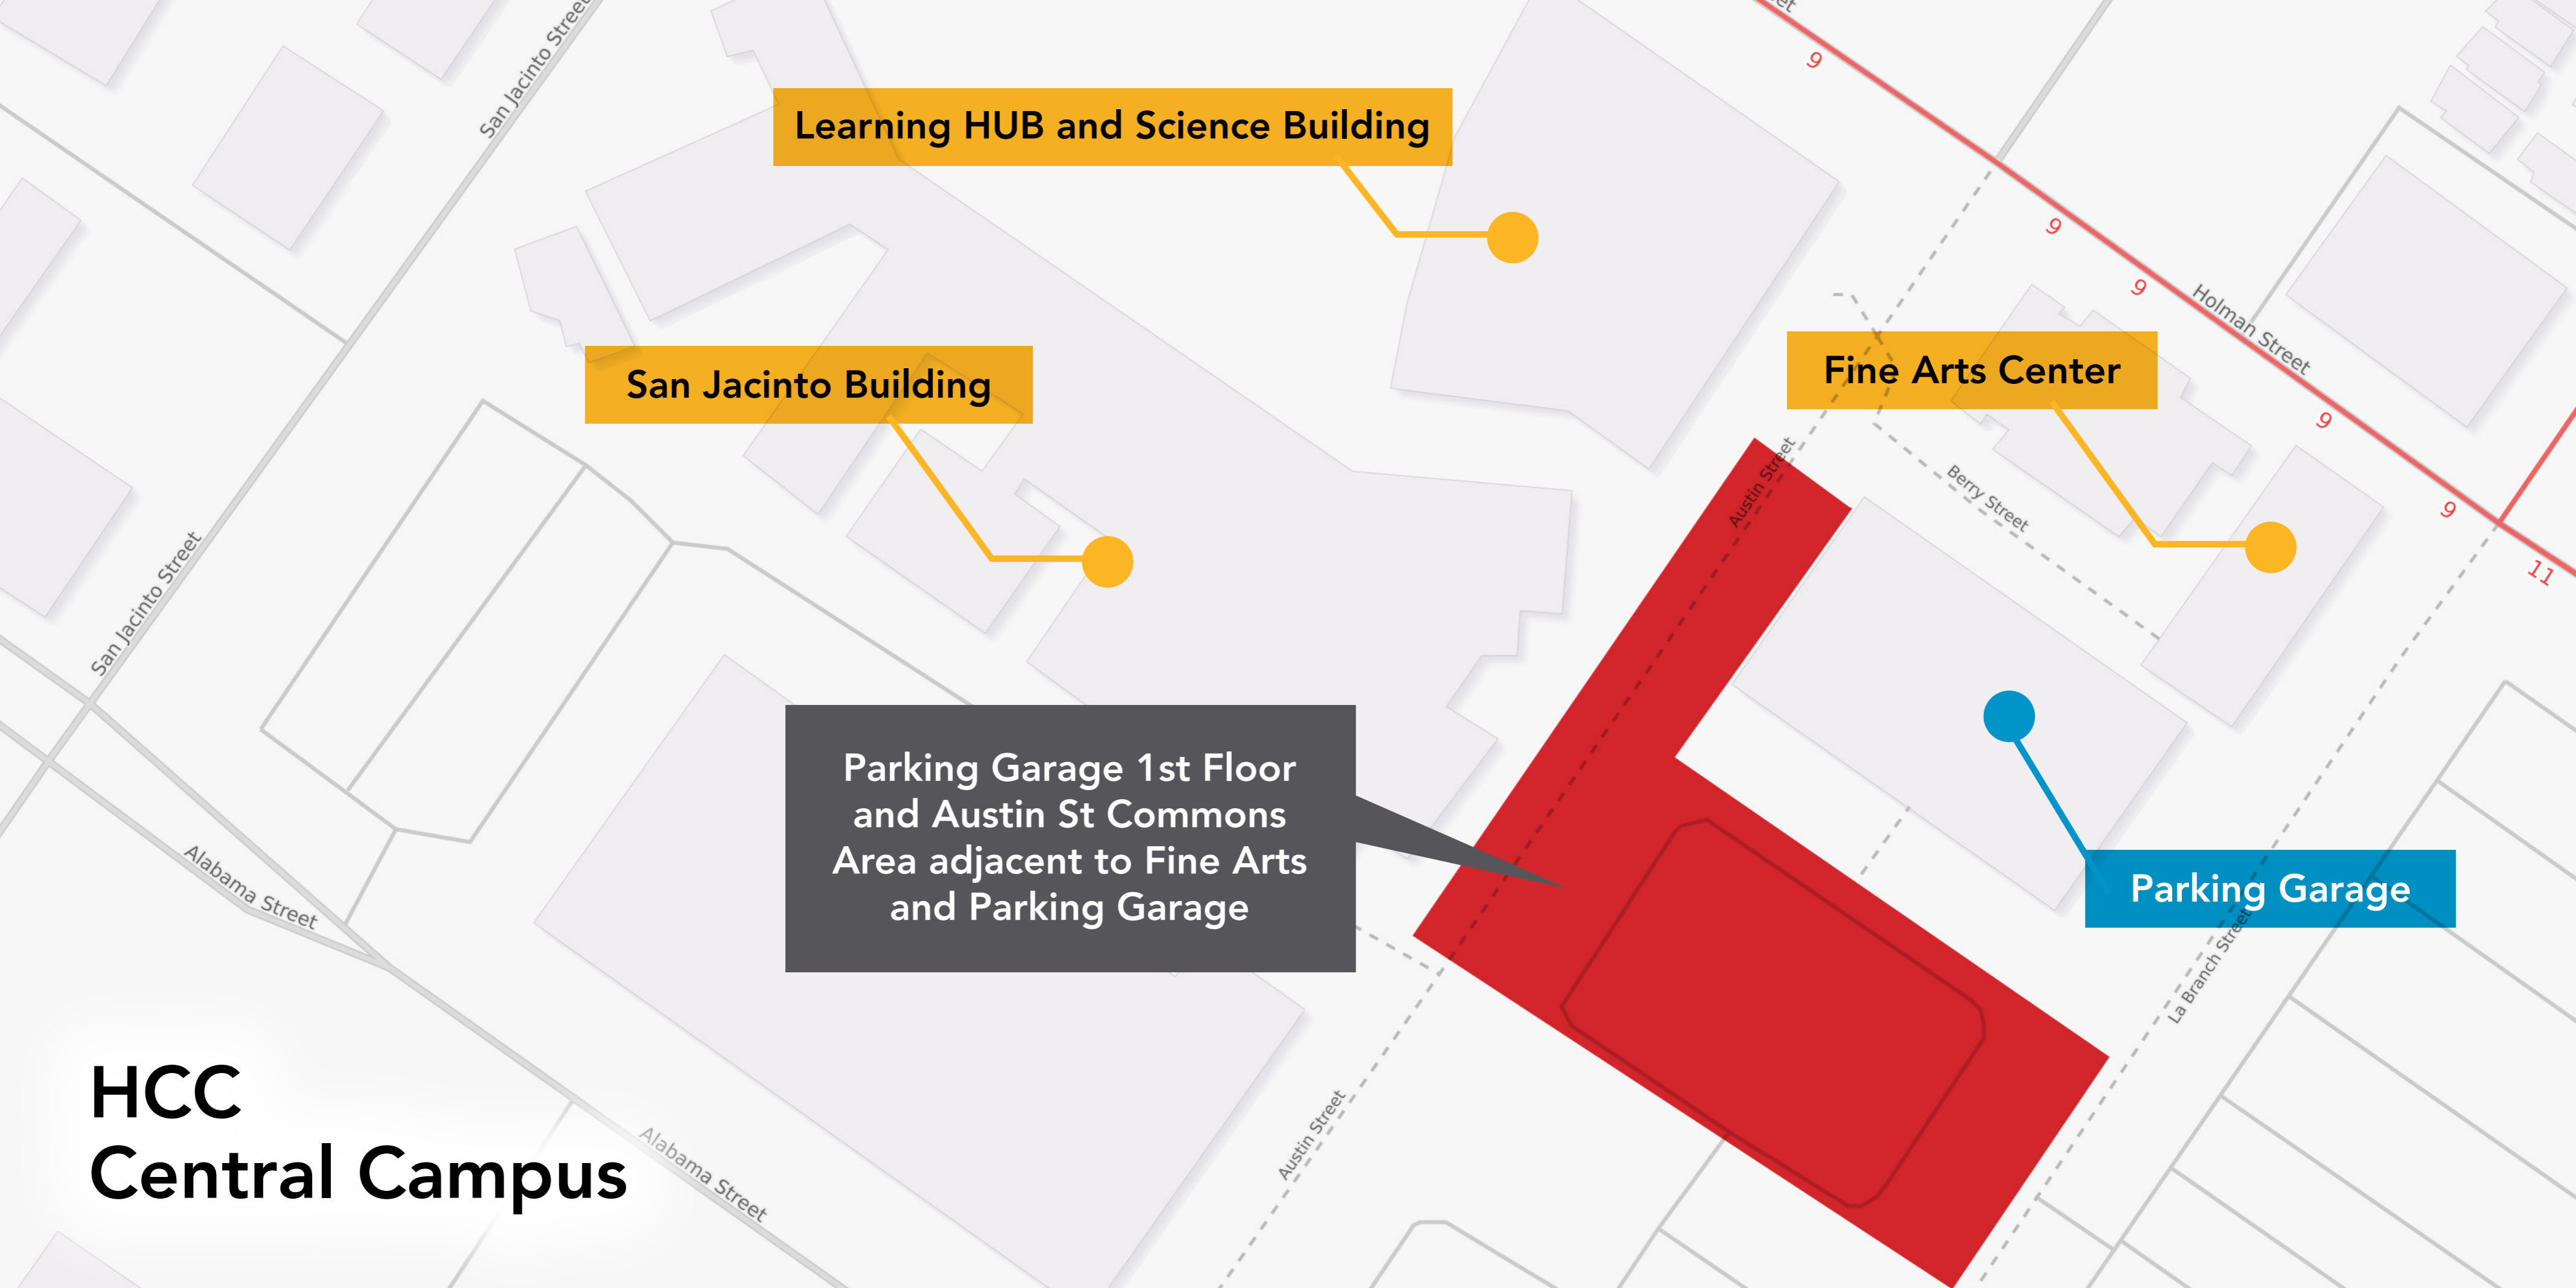 San Jacinto Street
9
Learning HUB and Science Building
9
9
Holman Street
San Jacinto Building
Fine Arts Center
9
Austin Street
Berry Street
9
11
San Jacinto Street
Parking Garage 1st Floor
and Austin St Commons
Area adjacent to Fine Arts
and Parking Garage
Alabama Street
Parking Garage
La Branch Street
HCC
Central Campus
Alabama Street
Austin Street